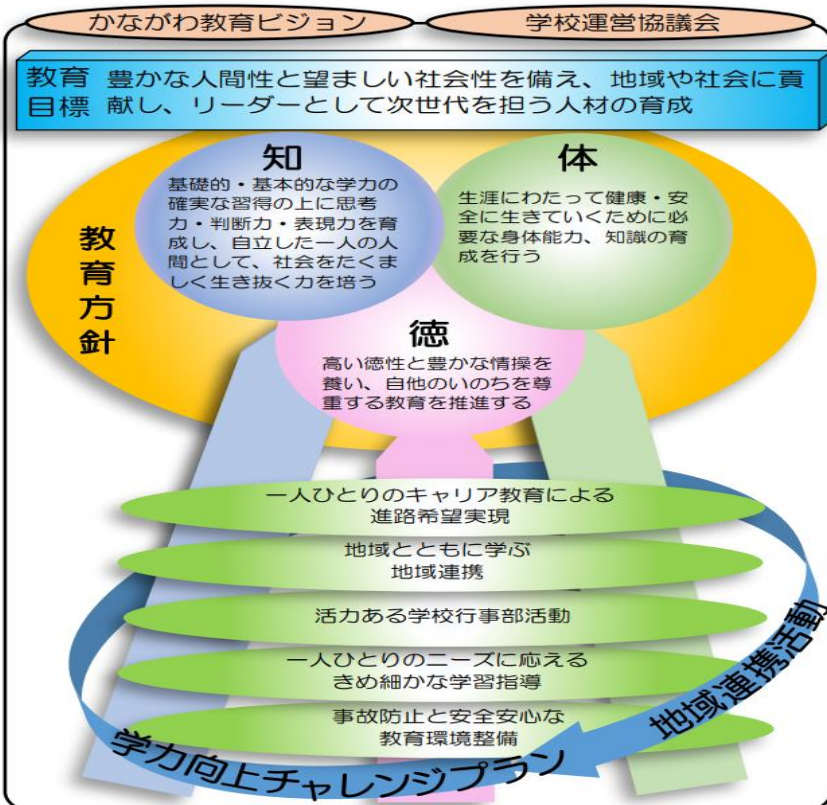 かながわ教育ビジョン
学校運営協議会
教育
目標
豊かな人間性と望ましい社会性を備え、地域や社会に貢
献し、リーダーとして次世代を担う人材の育成
教育方針
知
基礎的・基本的な学力の
確実な習得の上に思考
力・判断力・表現力を育
成し、自立した一人の人
間として、社会をたくま
しく生き抜く力を培う
体
生涯にわたって健康・安
全に生きていくために必
要な身体能力、知識の育
成を行う
徳
高い徳性と豊かな情操を
養い、自他のいのちを尊
重する教育を推進する
一人ひとりのキャリア教育による
進路希望実現
地域とともに学ぶ
地域連携
活力ある学校行事部活動
一人ひとりのニーズに応える
きめ細かな学習指導
事故防止と安全安心な
教育環境整備
地域連携活動
学力向上チャレンジプラン